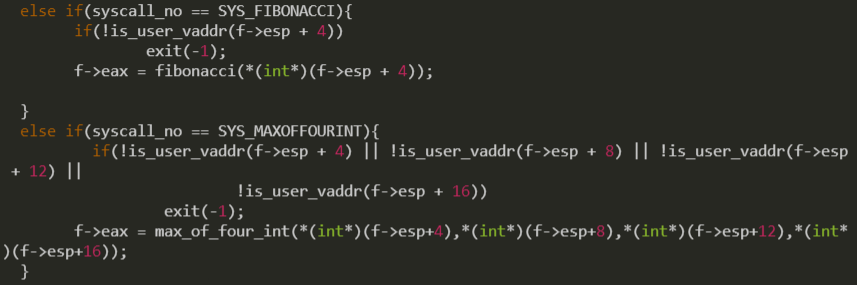 else if(syscall_no == SYS_FIBONACCI){
if(!is_user_vaddr(f->esp + 4))
exit(-1);
f->eax = fibonacci(*(int*)(f->esp + 4));
}
else if(syscall_no == SYS_MAXOFFOURINT){
if(!is_user_vaddr(f->esp + 4) || !is_user_vaddr(f->esp + 8) || !is_user_vaddr(f->esp
+ 12) ||
!is_user_vaddr(f->esp + 16))
exit(-1);
f->eax = max_of_four_int(*(int*)(f->esp+4),*(int*)(f->esp+8),*(int*)(f->esp+12),*(int*
)(f->esp+16));
}